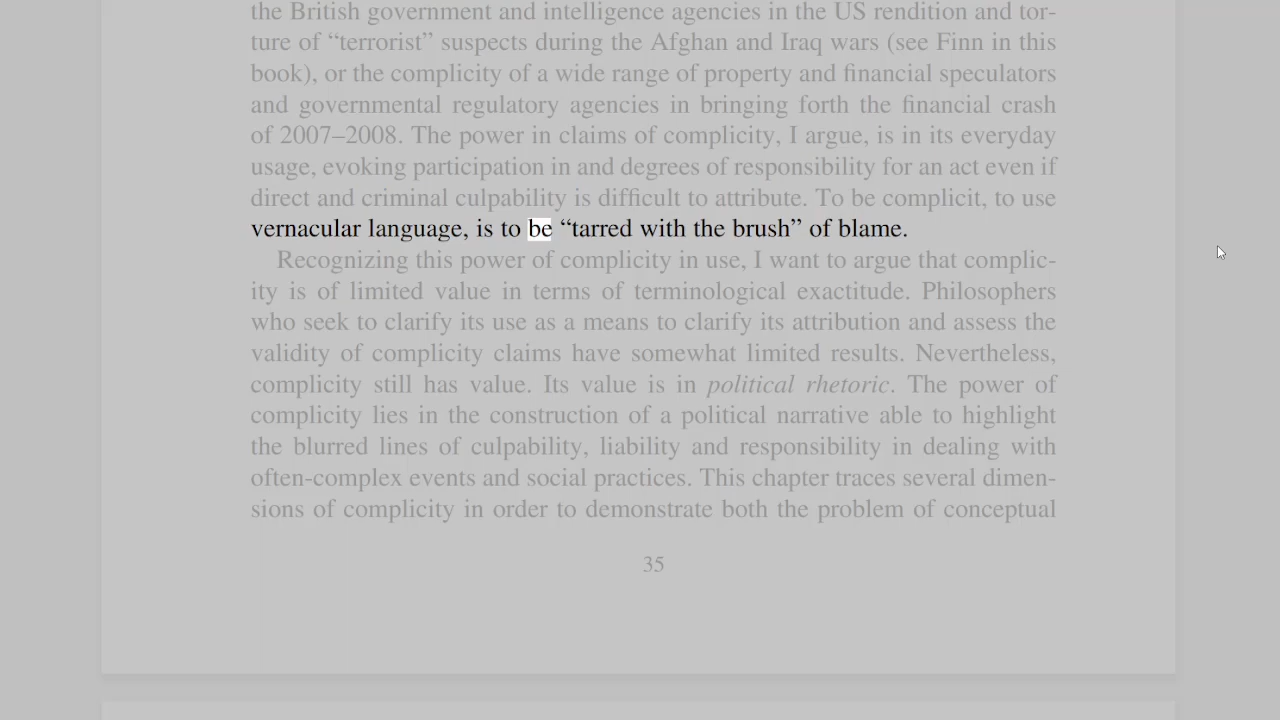 the British government and intelligence agencies in the US rendition and tor-
ture of “terrorist” suspects during the Afghan and Iraq wars (see Finn in this
book), or the complicity of a wide range of property and financial speculators
and governmental regulatory agencies in bringing forth the financial crash
of 2007–2008. The power in claims of complicity, I argue, is in its everyday
usage, evoking participation in and degrees of responsibility for an act even if
direct and criminal culpability is difficult to attribute. To be complicit, to use
vernacular language, is to be “tarred with the brush” of blame.
Recognizing this power of complicity in use, I want to argue that complic-
ity is of limited value in terms of terminological exactitude. Philosophers
who seek to clarify its use as a means to clarify its attribution and assess the
validity of complicity claims have somewhat limited results. Nevertheless,
complicity still has value. Its value is in political rhetoric. The power of
complicity lies in the construction of a political narrative able to highlight
the blurred lines of culpability, liability and responsibility in dealing with
often-complex events and social practices. This chapter traces several dimen-
sions of complicity in order to demonstrate both the problem of conceptual
35